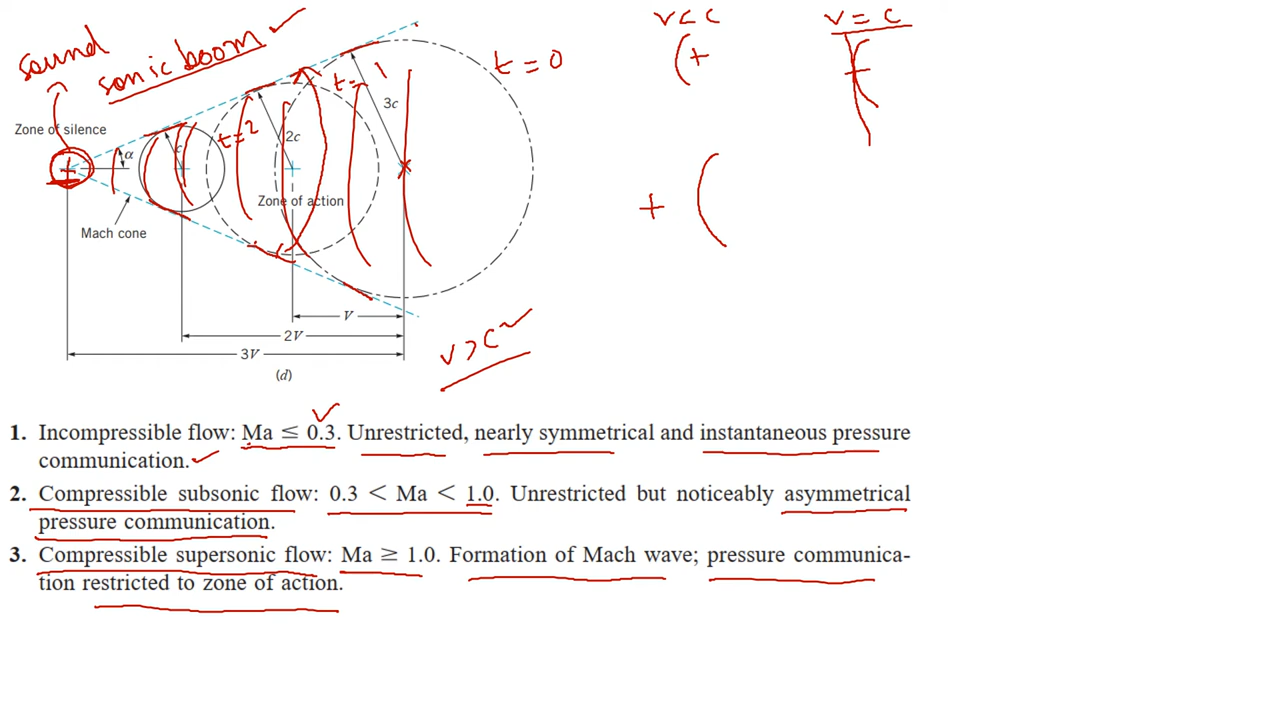 sound
sonic boom
v < c
v = c
t = 0
t = 1
t = 2
3c
2c
c
Zone of silence
α
Zone of action
Mach cone
V
2V
3V
v > c
(d)
1. Incompressible flow: Ma ≤ 0.3. Unrestricted, nearly symmetrical and instantaneous pressure
communication.
2. Compressible subsonic flow: 0.3 < Ma < 1.0. Unrestricted but noticeably asymmetrical
pressure communication.
3. Compressible supersonic flow: Ma ≥ 1.0. Formation of Mach wave; pressure communica-
tion restricted to zone of action.